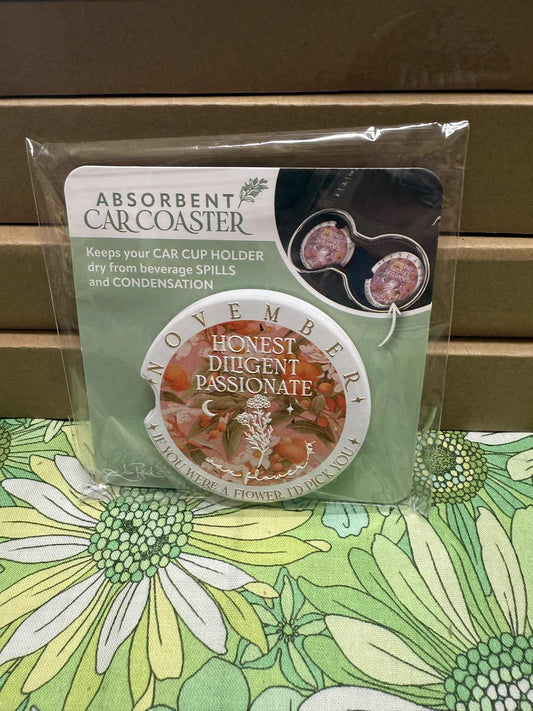 ABSORBENT
CAR COASTER
Keeps your CAR CUP HOLDER
dry from beverage SPILLS
and CONDENSATION
NOVEMBER
HONEST
DILIGENT
PASSIONATE
IF YOU WERE A FLOWER I'D PICK YOU